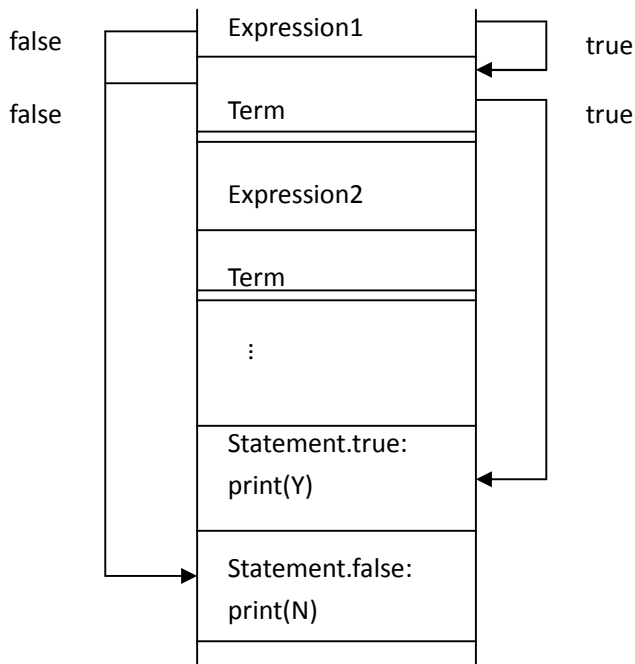 false
Expression1
true
false
Term
true
Expression2
Term
⋮
Statement.true:
print(Y)
Statement.false:
print(N)